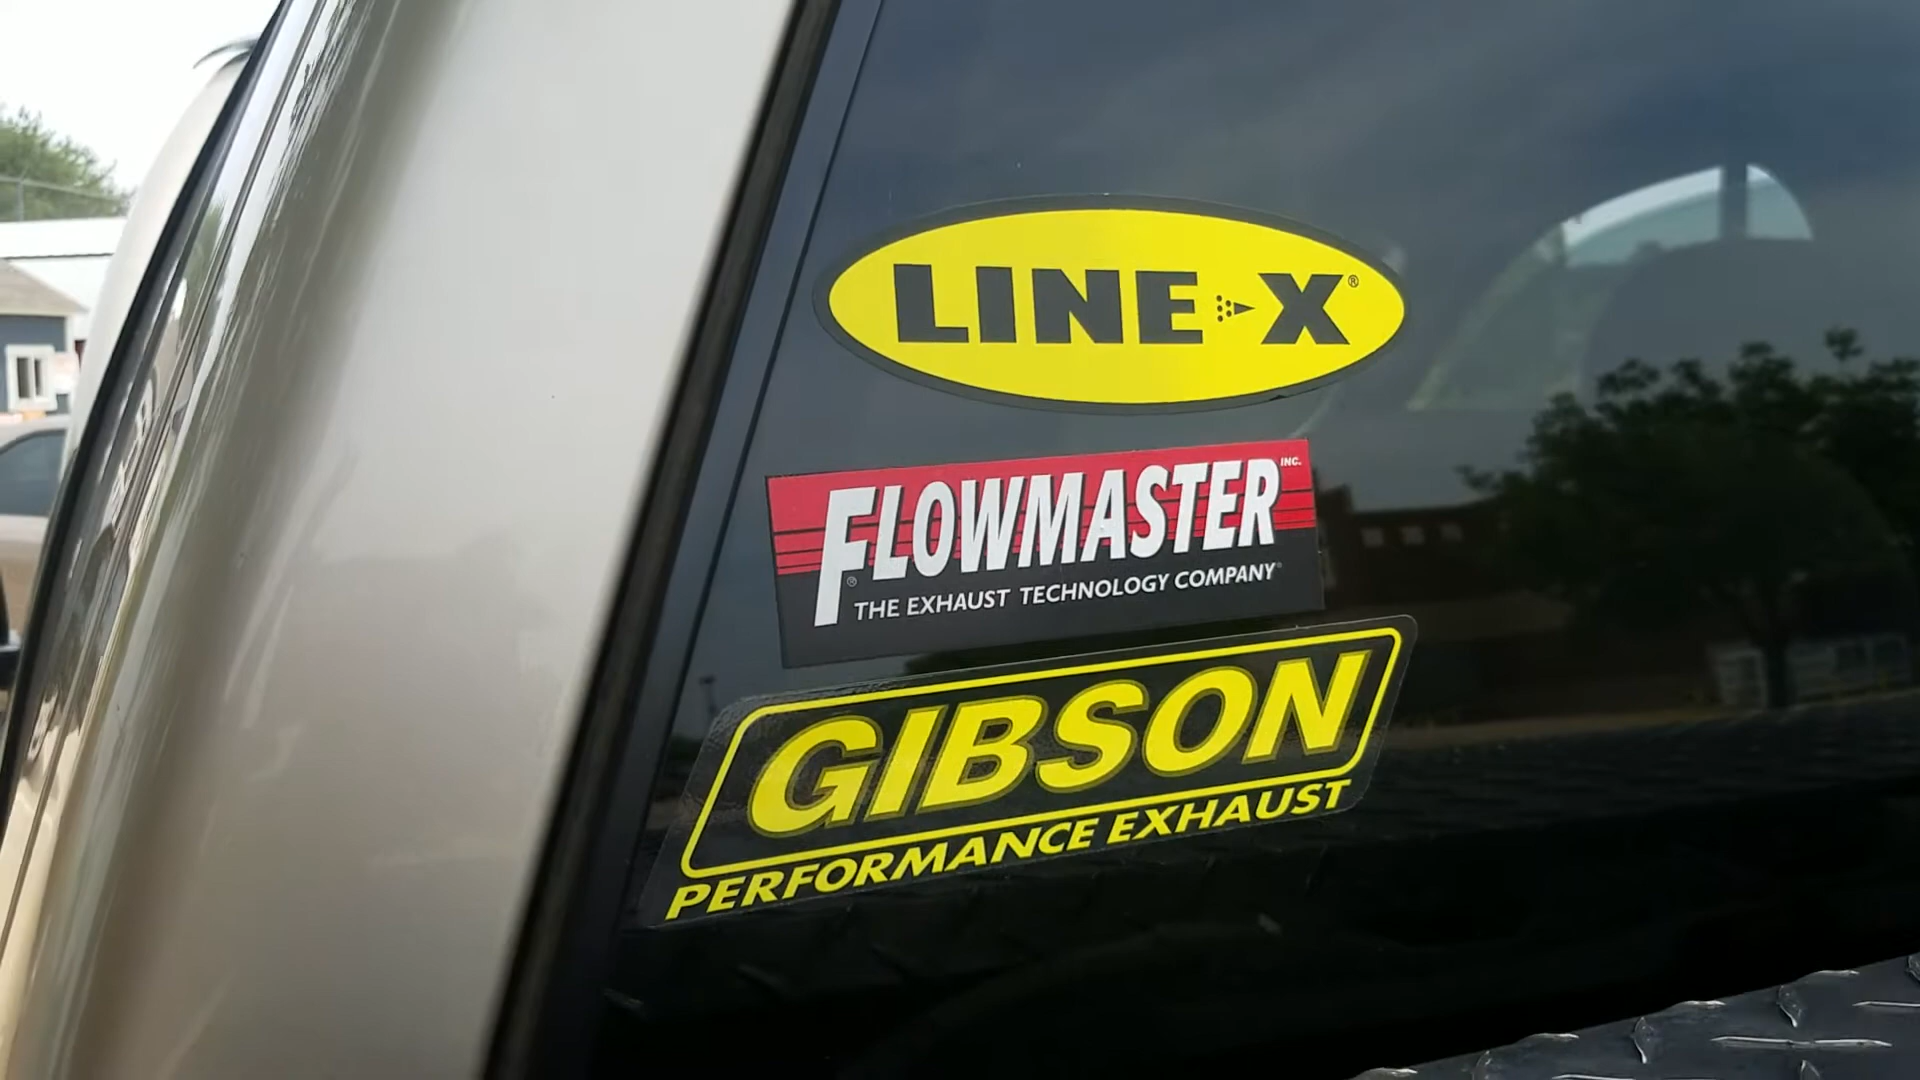 LINE-X®
FLOWMASTER INC.
® THE EXHAUST TECHNOLOGY COMPANY
GIBSON
PERFORMANCE EXHAUST